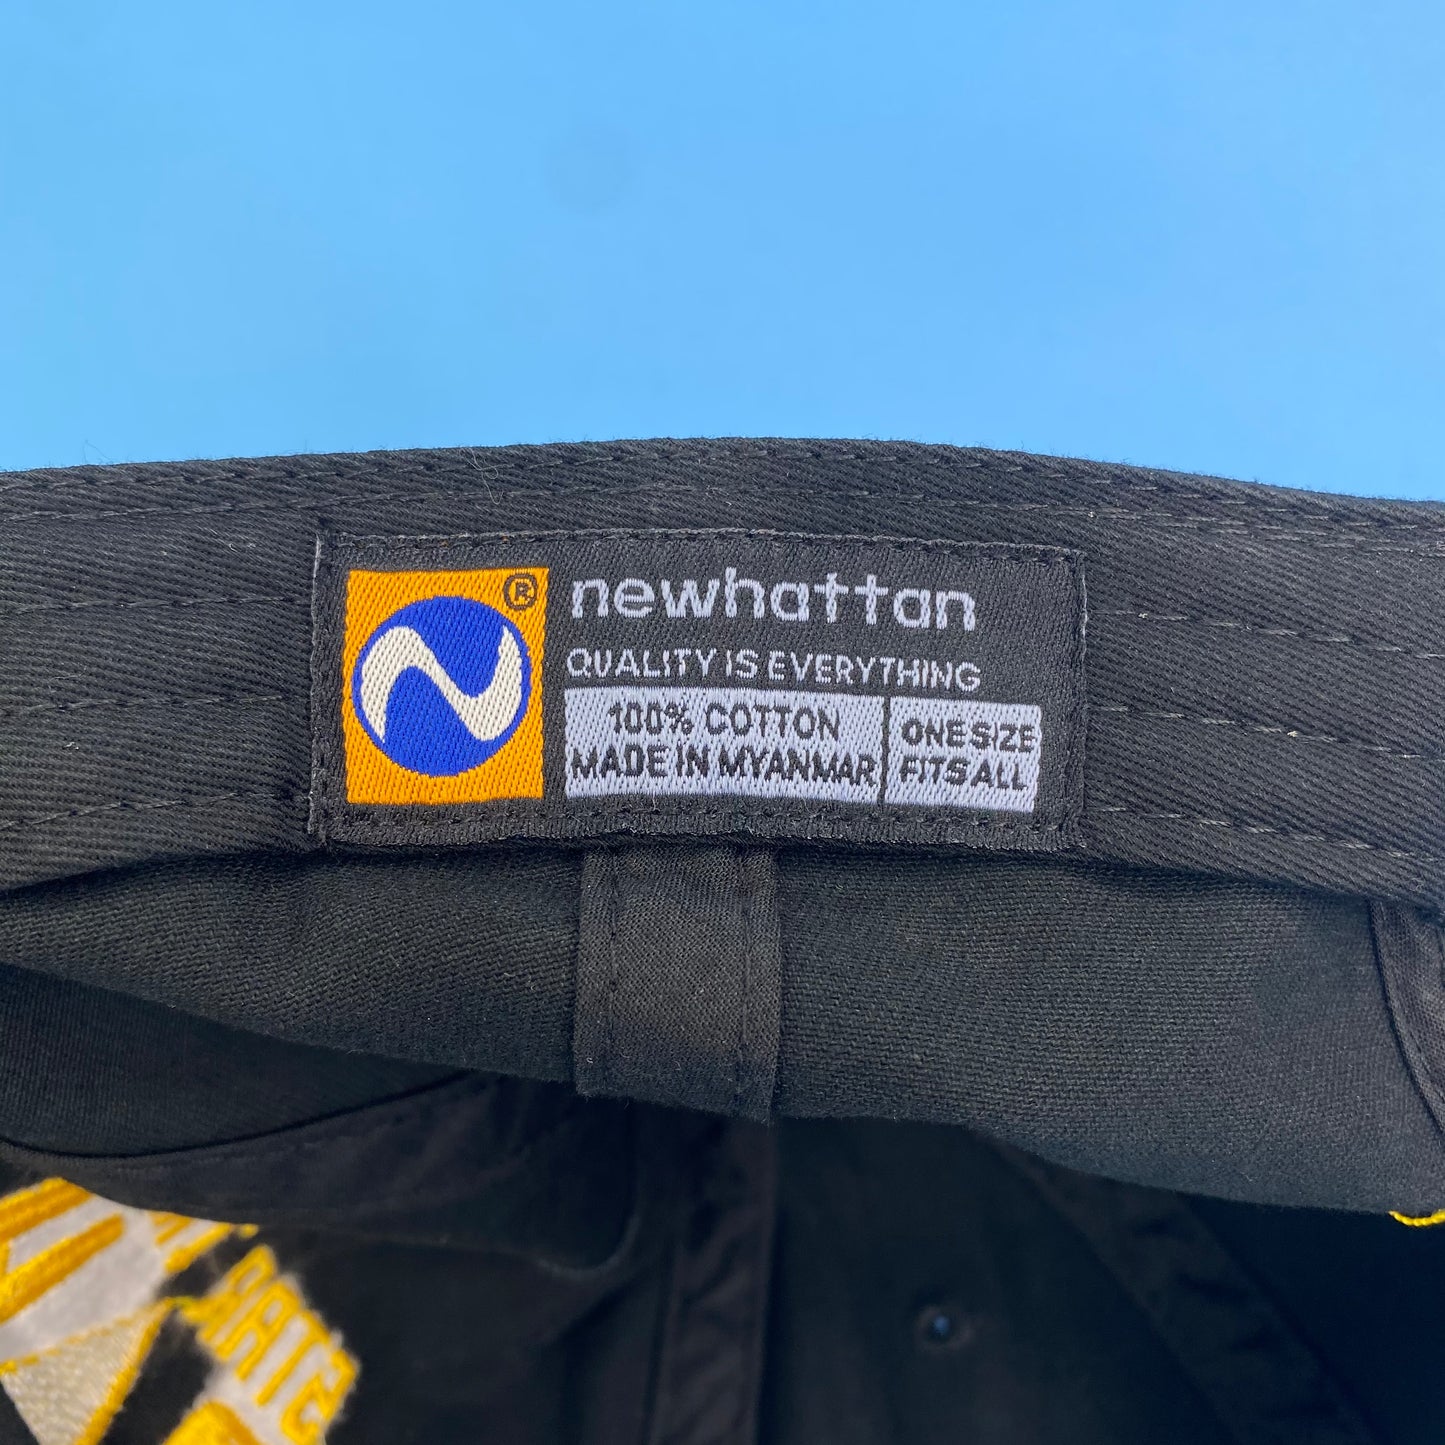 ®
newhattan
QUALITY IS EVERYTHING
100% COTTON
MADE IN MYANMAR
ONE SIZE
FITS ALL